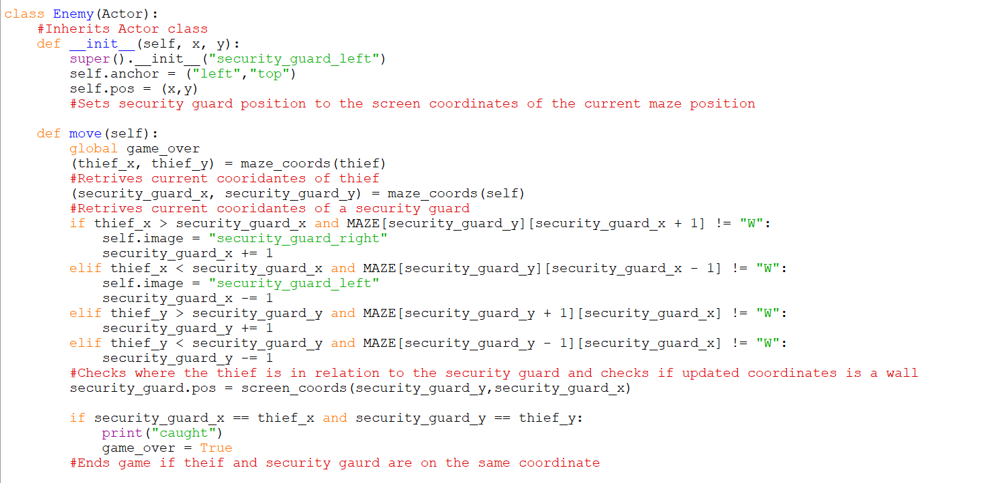 class Enemy(Actor):
    #Inherits Actor class
    def __init__(self, x, y):
        super().__init__("security_guard_left")
        self.anchor = ("left","top")
        self.pos = (x,y)
        #Sets security guard position to the screen coordinates of the current maze position

    def move(self):
        global game_over
        (thief_x, thief_y) = maze_coords(thief)
        #Retrives current cooridantes of thief
        (security_guard_x, security_guard_y) = maze_coords(self)
        #Retrives current cooridantes of a security guard
        if thief_x > security_guard_x and MAZE[security_guard_y][security_guard_x + 1] != "W":
            self.image = "security_guard_right"
            security_guard_x += 1
        elif thief_x < security_guard_x and MAZE[security_guard_y][security_guard_x - 1] != "W":
            self.image = "security_guard_left"
            security_guard_x -= 1
        elif thief_y > security_guard_y and MAZE[security_guard_y + 1][security_guard_x] != "W":
            security_guard_y += 1
        elif thief_y < security_guard_y and MAZE[security_guard_y - 1][security_guard_x] != "W":
            security_guard_y -= 1
        #Checks where the thief is in relation to the security guard and checks if updated coordinates is a wall
        security_guard.pos = screen_coords(security_guard_y,security_guard_x)

        if security_guard_x == thief_x and security_guard_y == thief_y:
            print("caught")
            game_over = True
        #Ends game if theif and security gaurd are on the same coordinate